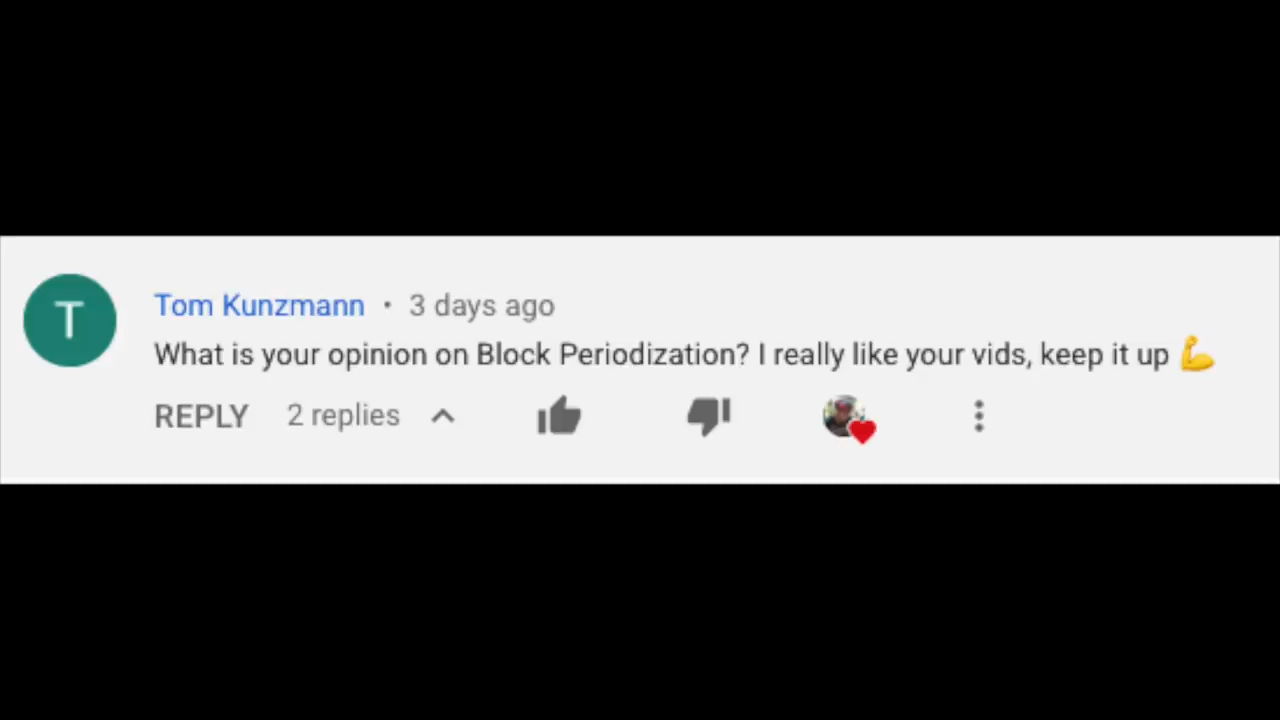 T
Tom Kunzmann • 3 days ago
What is your opinion on Block Periodization? I really like your vids, keep it up 💪
REPLY 2 replies